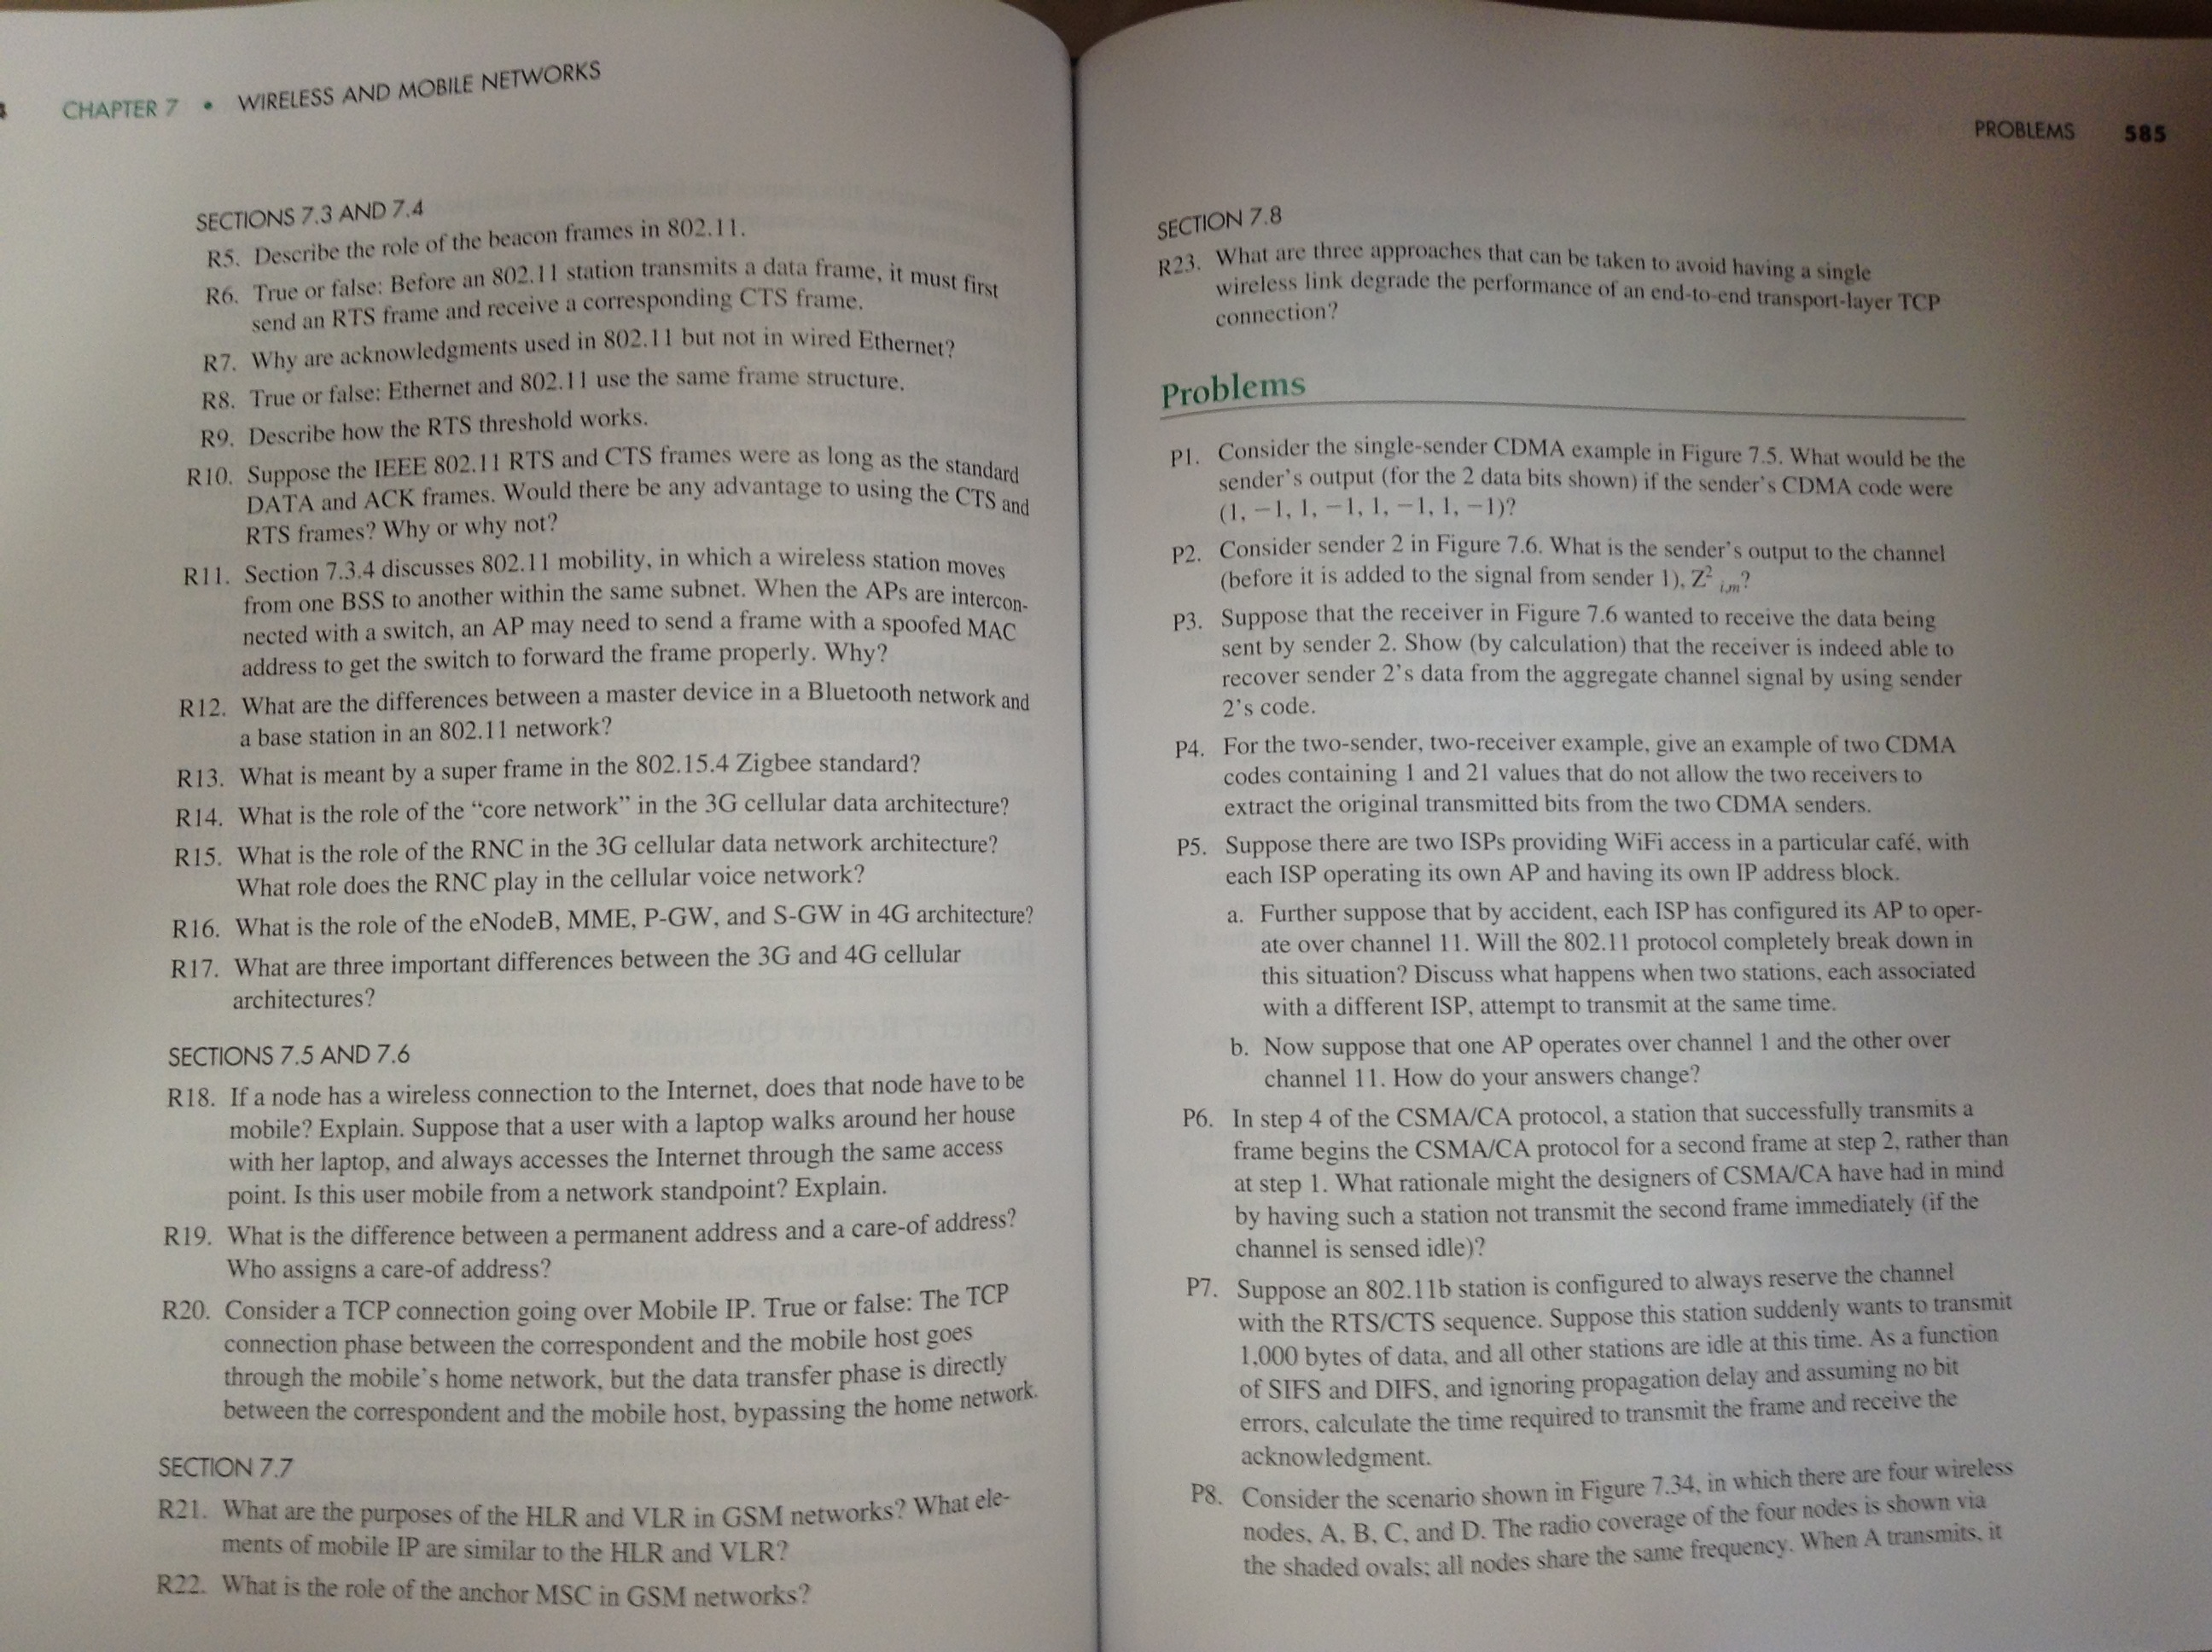 CHAPTER 7 • WIRELESS AND MOBILE NETWORKS
SECTIONS 7.3 AND 7.4
R5. Describe the role of the beacon frames in 802.11.
R6. True or false: Before an 802.11 station transmits a data frame, it must first
send an RTS frame and receive a corresponding CTS frame.
R7. Why are acknowledgments used in 802.11 but not in wired Ethernet?
R8. True or false: Ethernet and 802.11 use the same frame structure.
R9. Describe how the RTS threshold works.
R10. Suppose the IEEE 802.11 RTS and CTS frames were as long as the standard
DATA and ACK frames. Would there be any advantage to using the CTS and
RTS frames? Why or why not?
R11. Section 7.3.4 discusses 802.11 mobility, in which a wireless station moves
from one BSS to another within the same subnet. When the APs are intercon-
nected with a switch, an AP may need to send a frame with a spoofed MAC
address to get the switch to forward the frame properly. Why?
R12. What are the differences between a master device in a Bluetooth network and
a base station in an 802.11 network?
R13. What is meant by a super frame in the 802.15.4 Zigbee standard?
R14. What is the role of the “core network” in the 3G cellular data architecture?
R15. What is the role of the RNC in the 3G cellular data network architecture?
What role does the RNC play in the cellular voice network?
R16. What is the role of the eNodeB, MME, P-GW, and S-GW in 4G architecture?
R17. What are three important differences between the 3G and 4G cellular
architectures?
SECTIONS 7.5 AND 7.6
R18. If a node has a wireless connection to the Internet, does that node have to be
mobile? Explain. Suppose that a user with a laptop walks around her house
with her laptop, and always accesses the Internet through the same access
point. Is this user mobile from a network standpoint? Explain.
R19. What is the difference between a permanent address and a care-of address?
Who assigns a care-of address?
R20. Consider a TCP connection going over Mobile IP. True or false: The TCP
connection phase between the correspondent and the mobile host goes
through the mobile’s home network, but the data transfer phase is directly
between the correspondent and the mobile host, bypassing the home network.
SECTION 7.7
R21. What are the purposes of the HLR and VLR in GSM networks? What ele-
ments of mobile IP are similar to the HLR and VLR?
R22. What is the role of the anchor MSC in GSM networks?
PROBLEMS 585
SECTION 7.8
R23. What are three approaches that can be taken to avoid having a single
wireless link degrade the performance of an end-to-end transport-layer TCP
connection?
Problems
P1. Consider the single-sender CDMA example in Figure 7.5. What would be the
sender’s output (for the 2 data bits shown) if the sender’s CDMA code were
(1, −1, 1, −1, 1, −1, 1, −1)?
P2. Consider sender 2 in Figure 7.6. What is the sender’s output to the channel
(before it is added to the signal from sender 1), Z² i,m?
P3. Suppose that the receiver in Figure 7.6 wanted to receive the data being
sent by sender 2. Show (by calculation) that the receiver is indeed able to
recover sender 2’s data from the aggregate channel signal by using sender
2’s code.
P4. For the two-sender, two-receiver example, give an example of two CDMA
codes containing 1 and 21 values that do not allow the two receivers to
extract the original transmitted bits from the two CDMA senders.
P5. Suppose there are two ISPs providing WiFi access in a particular café, with
each ISP operating its own AP and having its own IP address block.
a. Further suppose that by accident, each ISP has configured its AP to oper-
ate over channel 11. Will the 802.11 protocol completely break down in
this situation? Discuss what happens when two stations, each associated
with a different ISP, attempt to transmit at the same time.
b. Now suppose that one AP operates over channel 1 and the other over
channel 11. How do your answers change?
P6. In step 4 of the CSMA/CA protocol, a station that successfully transmits a
frame begins the CSMA/CA protocol for a second frame at step 2, rather than
at step 1. What rationale might the designers of CSMA/CA have had in mind
by having such a station not transmit the second frame immediately (if the
channel is sensed idle)?
P7. Suppose an 802.11b station is configured to always reserve the channel
with the RTS/CTS sequence. Suppose this station suddenly wants to transmit
1,000 bytes of data, and all other stations are idle at this time. As a function
of SIFS and DIFS, and ignoring propagation delay and assuming no bit
errors, calculate the time required to transmit the frame and receive the
acknowledgment.
P8. Consider the scenario shown in Figure 7.34, in which there are four wireless
nodes, A, B, C, and D. The radio coverage of the four nodes is shown via
the shaded ovals; all nodes share the same frequency. When A transmits, it